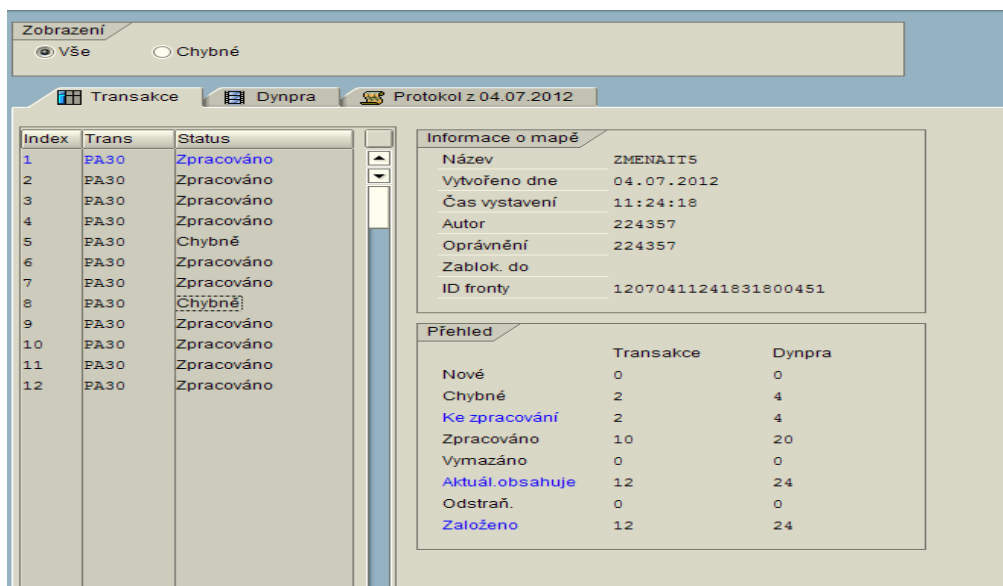 Zobrazení
Vše Chybné
Transakce Dynpra Protokol z 04.07.2012
Index Trans Status
1 PA30 Zpracováno
2 PA30 Zpracováno
3 PA30 Zpracováno
4 PA30 Zpracováno
5 PA30 Chybně
6 PA30 Zpracováno
7 PA30 Zpracováno
8 PA30 Chybně
9 PA30 Zpracováno
10 PA30 Zpracováno
11 PA30 Zpracováno
12 PA30 Zpracováno
Informace o mapě
Název ZMENAIT5
Vytvořeno dne 04.07.2012
Čas vystavení 11:24:18
Autor 224357
Oprávnění 224357
Zablok. do
ID fronty 12070411241831800451
Přehled
Transakce Dynpra
Nové 0 0
Chybné 2 4
Ke zpracování 2 4
Zpracováno 10 20
Vymazáno 0 0
Aktuál.obsahuje 12 24
Odstraň. 0 0
Založeno 12 24